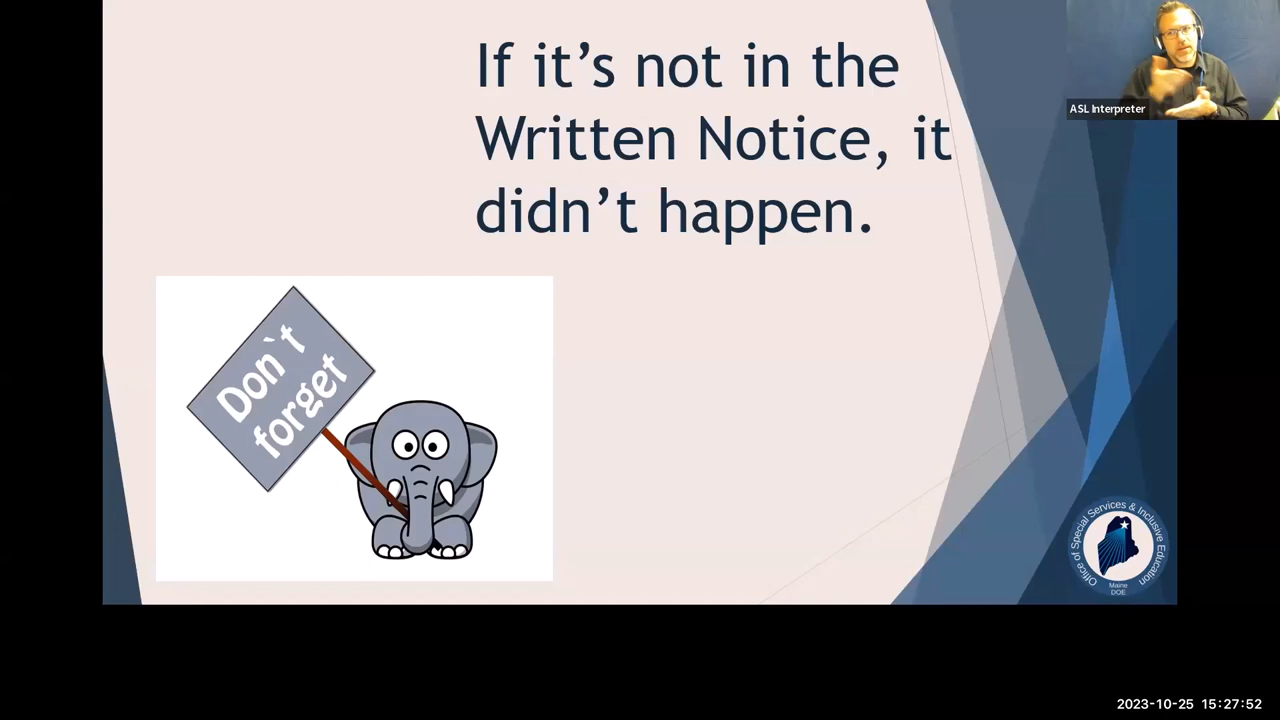 If it’s not in the
Written Notice, it
didn’t happen.
ASL Interpreter
Don`t
forget
Office of Special Services & Inclusive Education
Maine
DOE
2023-10-25 15:27:52